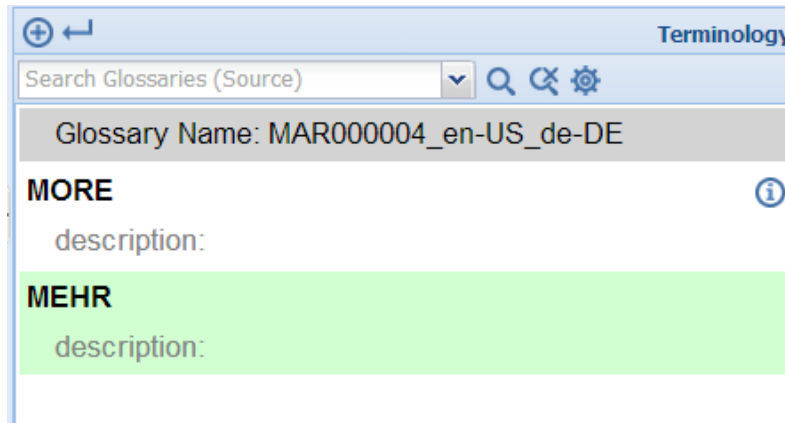 Terminology
Search Glossaries (Source)
Glossary Name: MAR000004_en-US_de-DE
MORE
description:
MEHR
description: